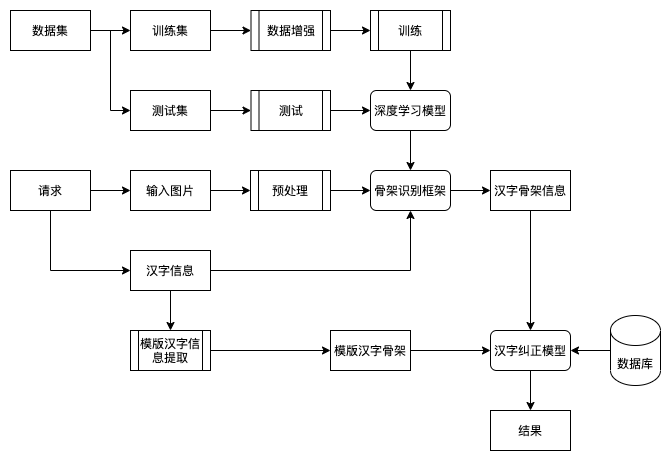 数据集
训练集
数据增强
训练
测试集
测试
深度学习模型
请求
输入图片
预处理
骨架识别框架
汉字骨架信息
汉字信息
模版汉字信
息提取
模版汉字骨架
汉字纠正模型
数据库
结果